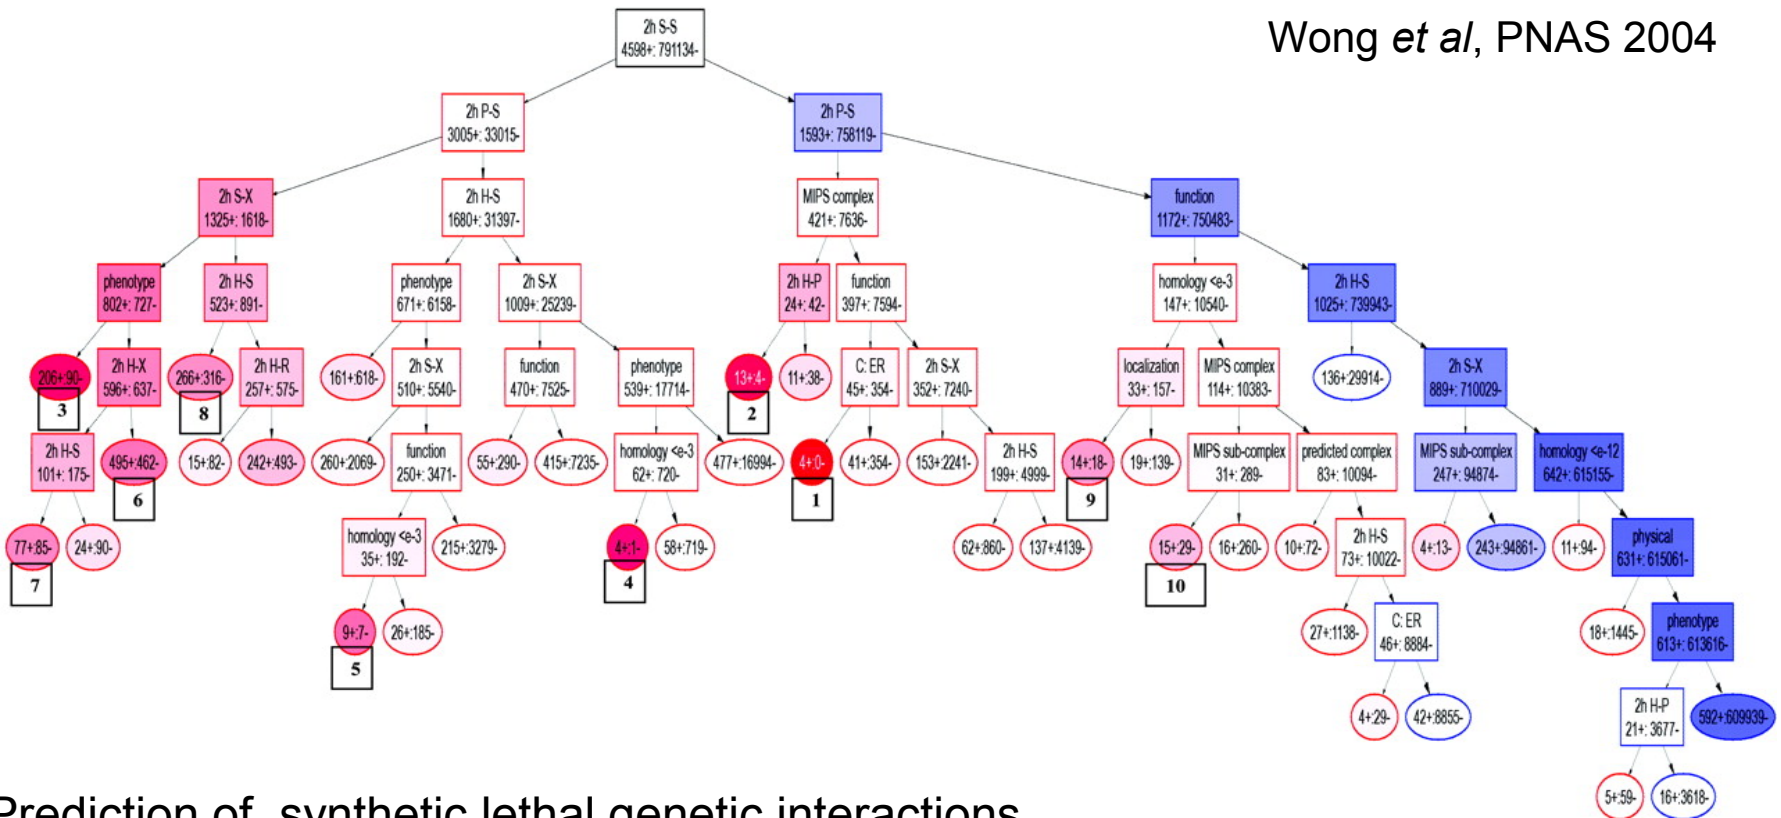 Wong et al, PNAS 2004
2h S-S
4598+: 791134-
2h P-S
3005+: 33015-
2h P-S
1593+: 758119-
2h S-X
1325+: 1618-
2h H-S
1680+: 31397-
MIPS complex
421+: 7636-
function
1172+: 750483-
phenotype
802+: 727-
2h H-S
523+: 891-
phenotype
671+: 6158-
2h S-X
1009+: 25239-
2h H-P
24+: 42-
function
397+: 7594-
homology <e-3
147+: 10540-
2h H-S
1025+: 739943-
206+:90-
3
2h H-X
596+: 637-
266+:316-
8
2h H-R
257+: 575-
161+:618-
2h S-X
510+: 5540-
function
470+: 7525-
phenotype
539+: 17714-
13+:4-
2
11+:38-
C: ER
45+: 354-
2h S-X
352+: 7240-
localization
33+: 157-
MIPS complex
114+: 10383-
136+:29914-
2h S-X
889+: 710029-
2h H-S
101+: 175-
495+:462-
6
15+:82-
242+:493-
260+:2069-
function
250+: 3471-
55+:290-
415+:7235-
homology <e-3
62+: 720-
477+:16994-
4+:0-
1
41+:354-
153+:2241-
2h H-S
199+: 4999-
14+:18-
9
19+:139-
MIPS sub-complex
31+: 289-
predicted complex
83+: 10094-
MIPS sub-complex
247+: 94874-
homology <e-12
642+: 615155-
77+:85-
7
24+:90-
homology <e-3
35+: 192-
215+:3279-
4+:1-
4
58+:719-
62+:860-
137+:4139-
15+:29-
10
16+:260-
10+:72-
2h H-S
73+: 10022-
4+:13-
243+:94861-
11+:94-
physical
631+: 615061-
9+:7-
5
26+:185-
27+:1138-
C: ER
46+: 8884-
18+:1445-
phenotype
613+: 613616-
4+:29-
42+:8855-
2h H-P
21+: 3677-
592+:609939-
5+:59-
16+:3618-
Prediction of synthetic lethal genetic interactions